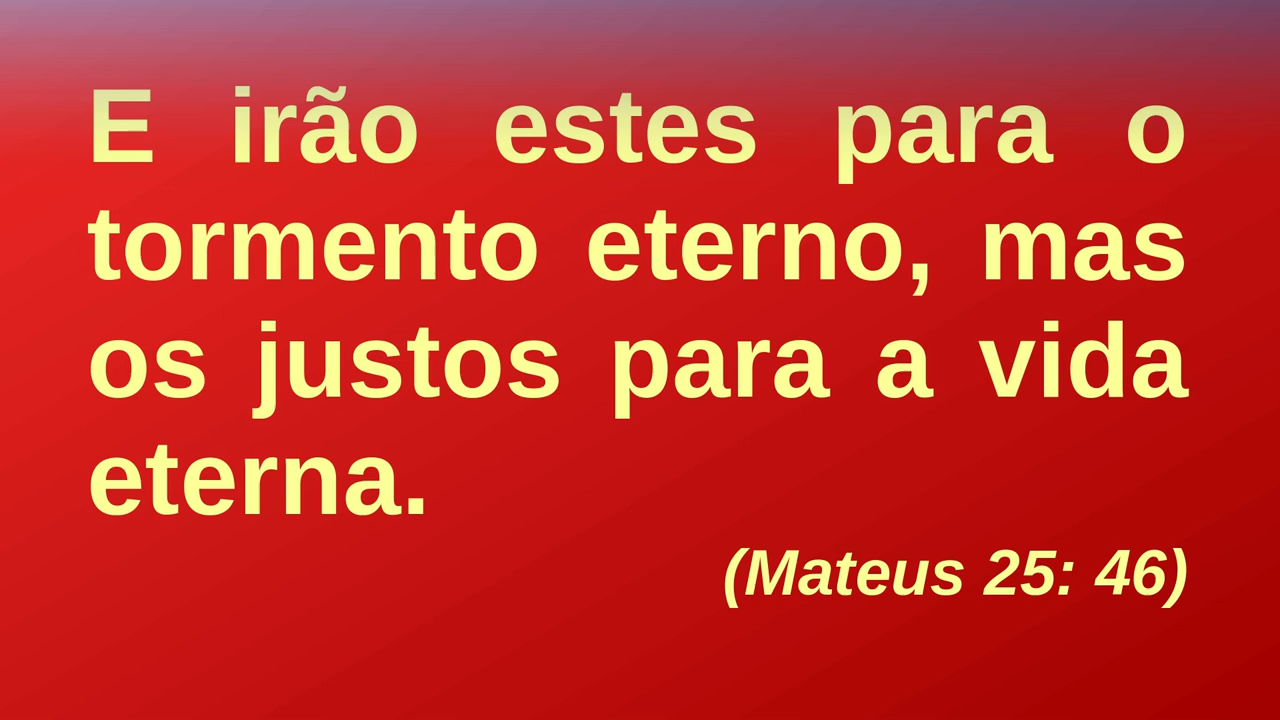 E irão estes para o
tormento eterno, mas
os justos para a vida
eterna.
(Mateus 25: 46)